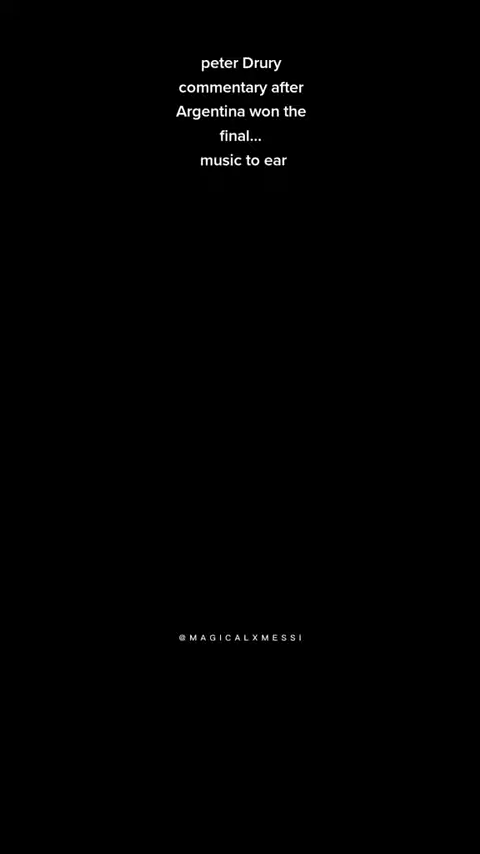 peter Drury
commentary after
Argentina won the
final...
music to ear
@MAGICALXMESSI